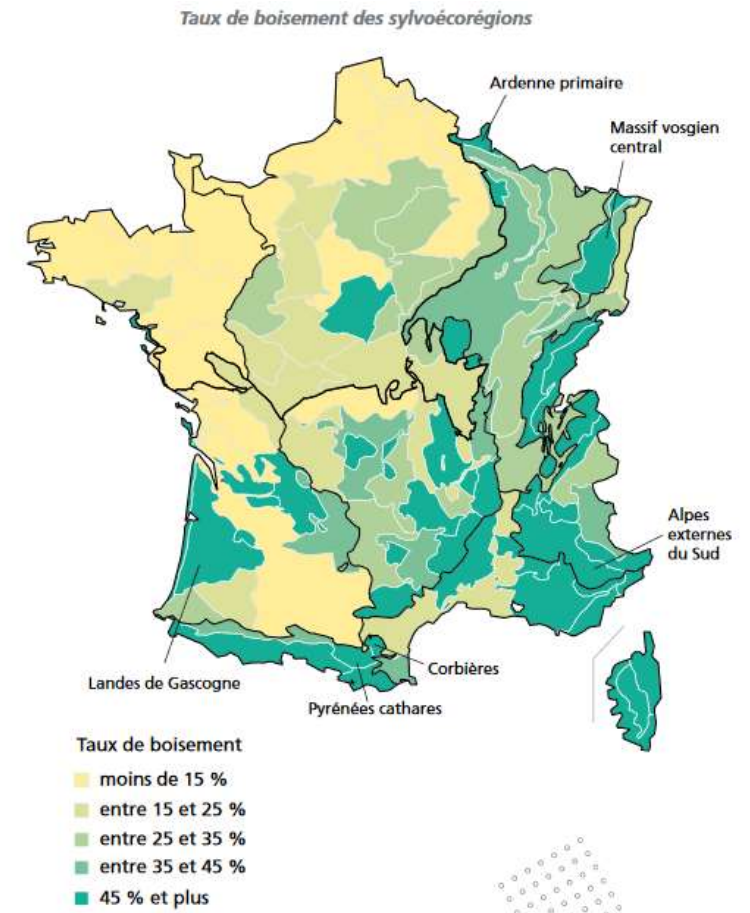 Taux de boisement des sylvoécorégions
Ardenne primaire
Massif vosgien
central
Alpes
externes
du Sud
Corbières
Landes de Gascogne
Pyrénées cathares
Taux de boisement
moins de 15 %
entre 15 et 25 %
entre 25 et 35 %
entre 35 et 45 %
45 % et plus